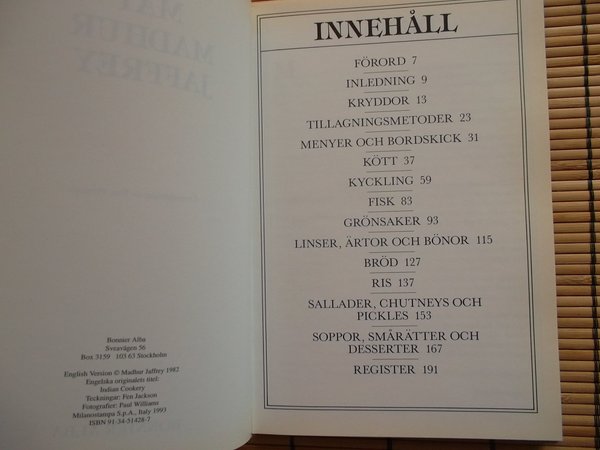 MAT
MADHUR
JAFFREY
Bonnier Alba
Sveavägen 56
Box 3159 103 63 Stockholm
English Version © Madhur Jaffrey 1982
Engelska originalets titel:
Indian Cookery
Teckningar: Fen Jackson
Fotografier: Paul Williams
Milanostampa S.p.A., Italy 1993
ISBN 91-34-51428-7
INNEHÅLL
FÖRORD 7
INLEDNING 9
KRYDDOR 13
TILLAGNINGSMETODER 23
MENYER OCH BORDSKICK 31
KÖTT 37
KYCKLING 59
FISK 83
GRÖNSAKER 93
LINSER, ÄRTOR OCH BÖNOR 115
BRÖD 127
RIS 137
SALLADER, CHUTNEYS OCH
PICKLES 153
SOPPOR, SMÅRÄTTER OCH
DESSERTER 167
REGISTER 191